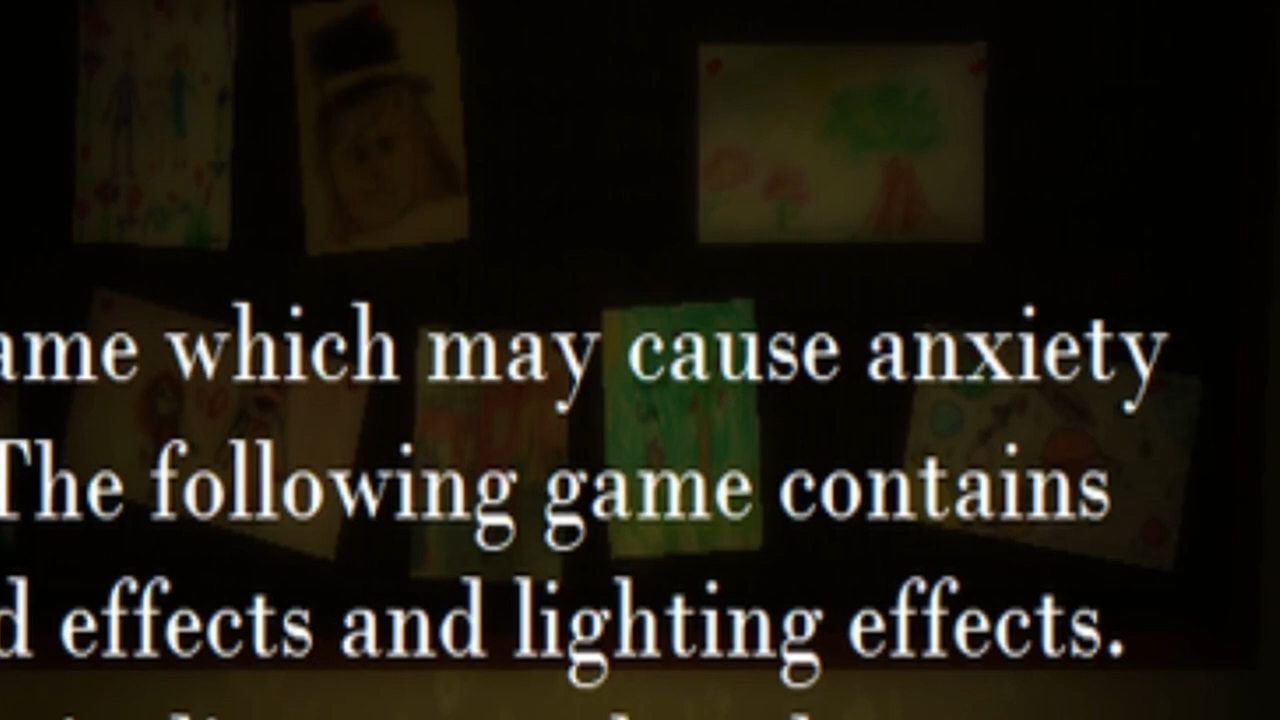 ame which may cause anxiety
The following game contains
d effects and lighting effects.